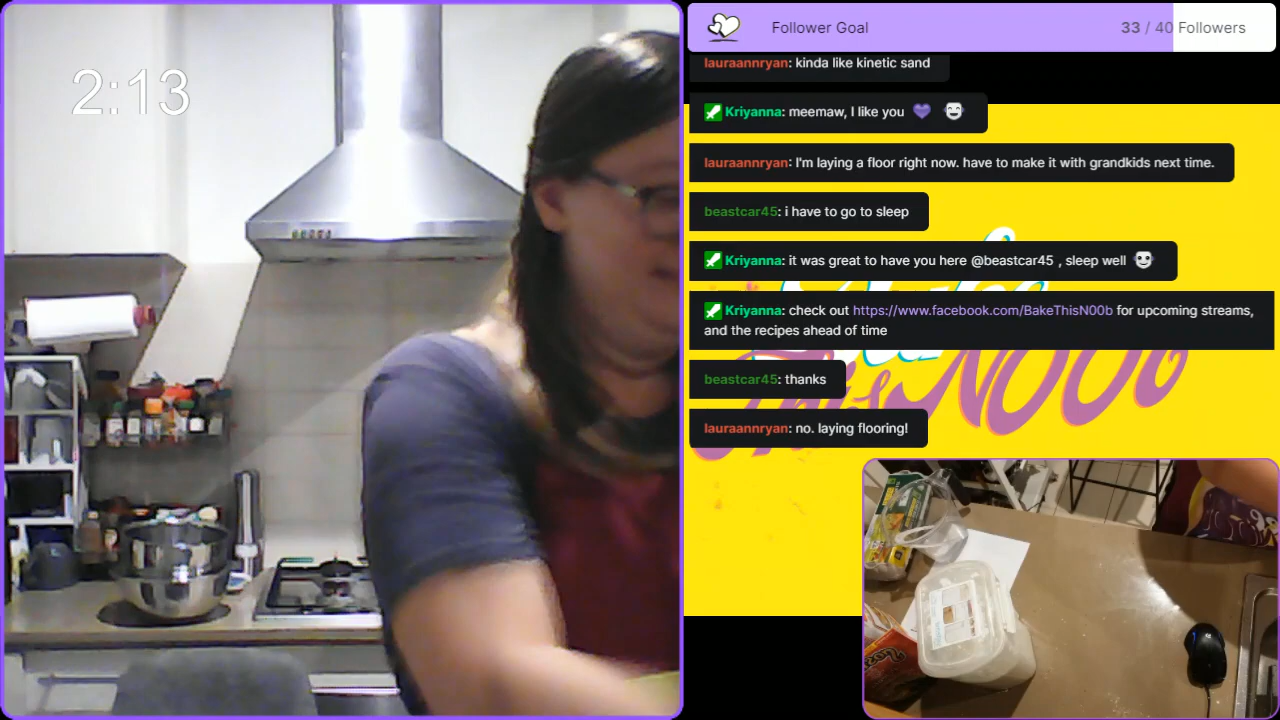 2:13
Follower Goal
33 / 40 Followers
lauraannryan: kinda like kinetic sand
Kriyanna: meemaw, I like you
lauraannryan: I'm laying a floor right now. have to make it with grandkids next time.
beastcar45: i have to go to sleep
Kriyanna: it was great to have you here @beastcar45 , sleep well
Kriyanna: check out https://www.facebook.com/BakeThisN00b for upcoming streams,
and the recipes ahead of time
beastcar45: thanks
lauraannryan: no. laying flooring!